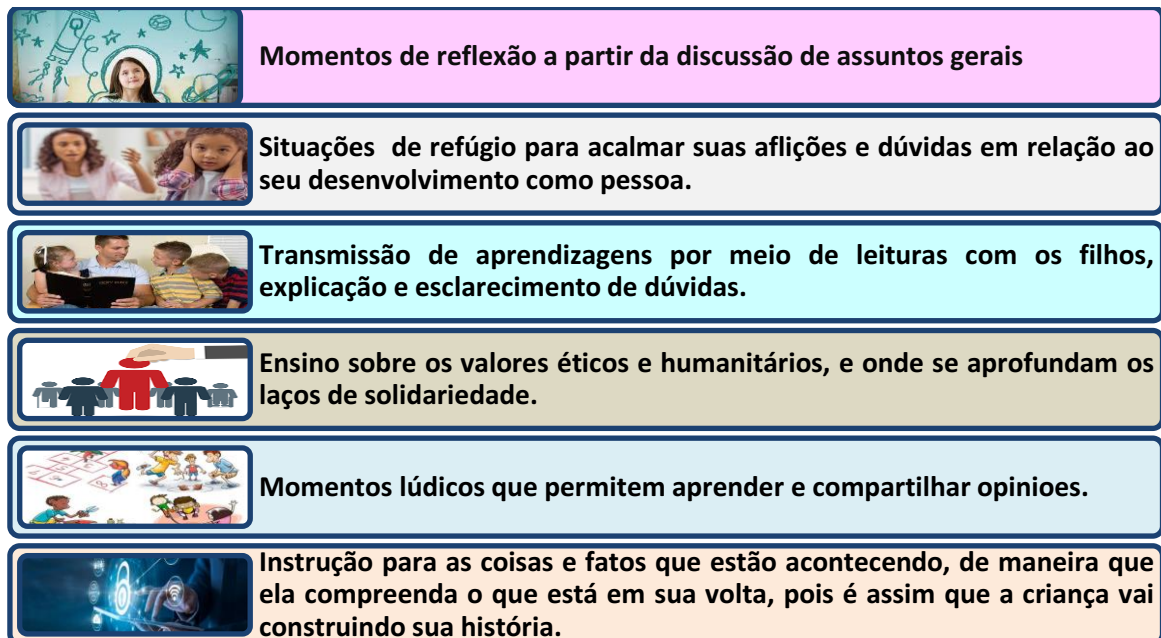 Momentos de reflexão a partir da discussão de assuntos gerais
Situações de refúgio para acalmar suas aflições e dúvidas em relação ao
seu desenvolvimento como pessoa.
Transmissão de aprendizagens por meio de leituras com os filhos,
explicação e esclarecimento de dúvidas.
Ensino sobre os valores éticos e humanitários, e onde se aprofundam os
laços de solidariedade.
Momentos lúdicos que permitem aprender e compartilhar opinioes.
Instrução para as coisas e fatos que estão acontecendo, de maneira que
ela compreenda o que está em sua volta, pois é assim que a criança vai
construindo sua história.